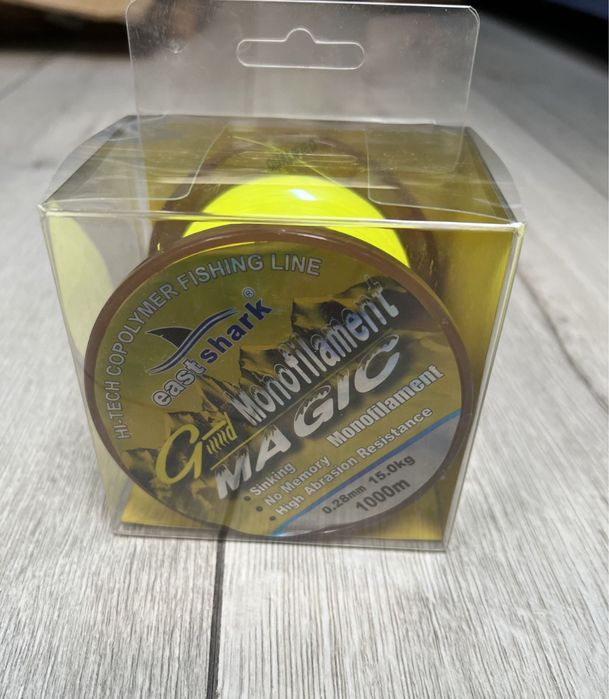 HI-TECH COPOLYMER FISHING LINE
east shark ®
Monofilament
MAGIC
Monofilament
• Sinking
• No Memory
• High Abrasion Resistance
0.28mm 15.0kg
1000m